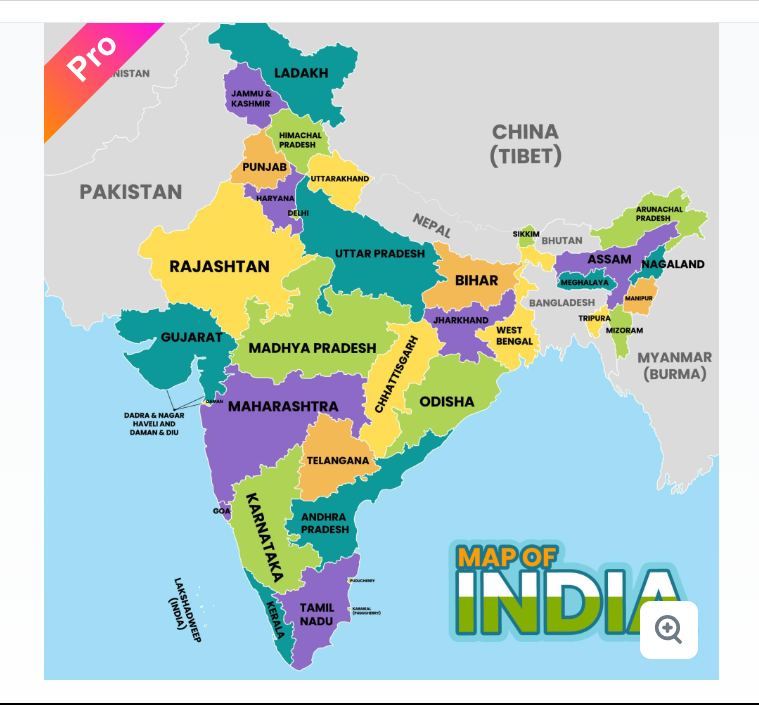 Pro
NISTAN
LADAKH
JAMMU &
KASHMIR
HIMACHAL
PRADESH
CHINA
(TIBET)
PUNJAB
UTTARAKHAND
PAKISTAN
HARYANA
DELHI
NEPAL
ARUNACHAL
PRADESH
SIKKIM
BHUTAN
UTTAR PRADESH
ASSAM
NAGALAND
RAJASHTAN
BIHAR
MEGHALAYA
MANIPUR
BANGLADESH
TRIPURA
MIZORAM
JHARKHAND
WEST
BENGAL
GUJARAT
MADHYA PRADESH
CHHATTISGARH
MYANMAR
(BURMA)
ODISHA
MAHARASHTRA
DAMAN
DADRA & NAGAR
HAVELI AND
DAMAN & DIU
TELANGANA
GOA
KARNATAKA
ANDHRA
PRADESH
MAP OF
INDIA
PUDUCHERRY
KARAIKAL
(PUDUCHERRY)
LAKSHADWEEP
(INDIA)
KERALA
TAMIL
NADU